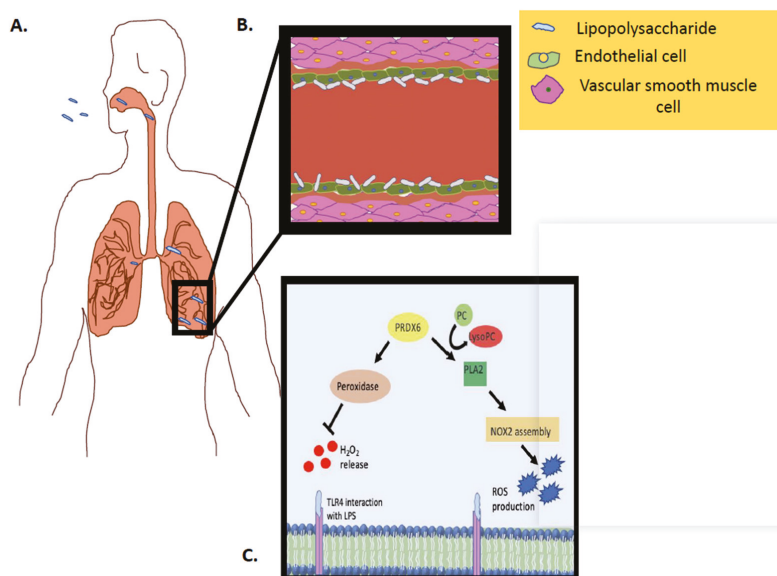 A.
B.
Lipopolysaccharide
Endothelial cell
Vascular smooth muscle
cell
PRDX6
PC
LysoPC
Peroxidase
PLA2
NOX2 assembly
H₂O₂
release
ROS
production
TLR4 interaction
with LPS
C.